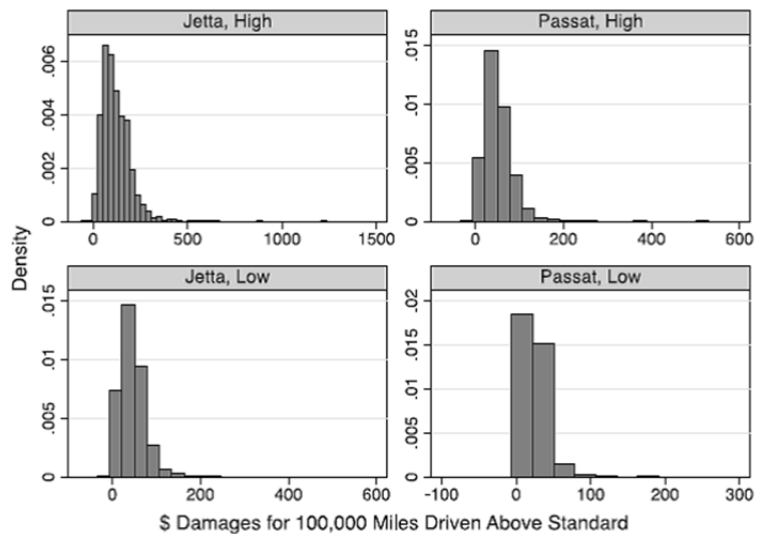 Jetta, High
Passat, High
.006
.004
.002
0
0 500 1000 1500
.015
.01
.005
0
0 200 400 600
Density
Jetta, Low
Passat, Low
.015
.01
.005
0
0 200 400 600
.02
.015
.01
.005
0
-100 0 100 200 300
$ Damages for 100,000 Miles Driven Above Standard